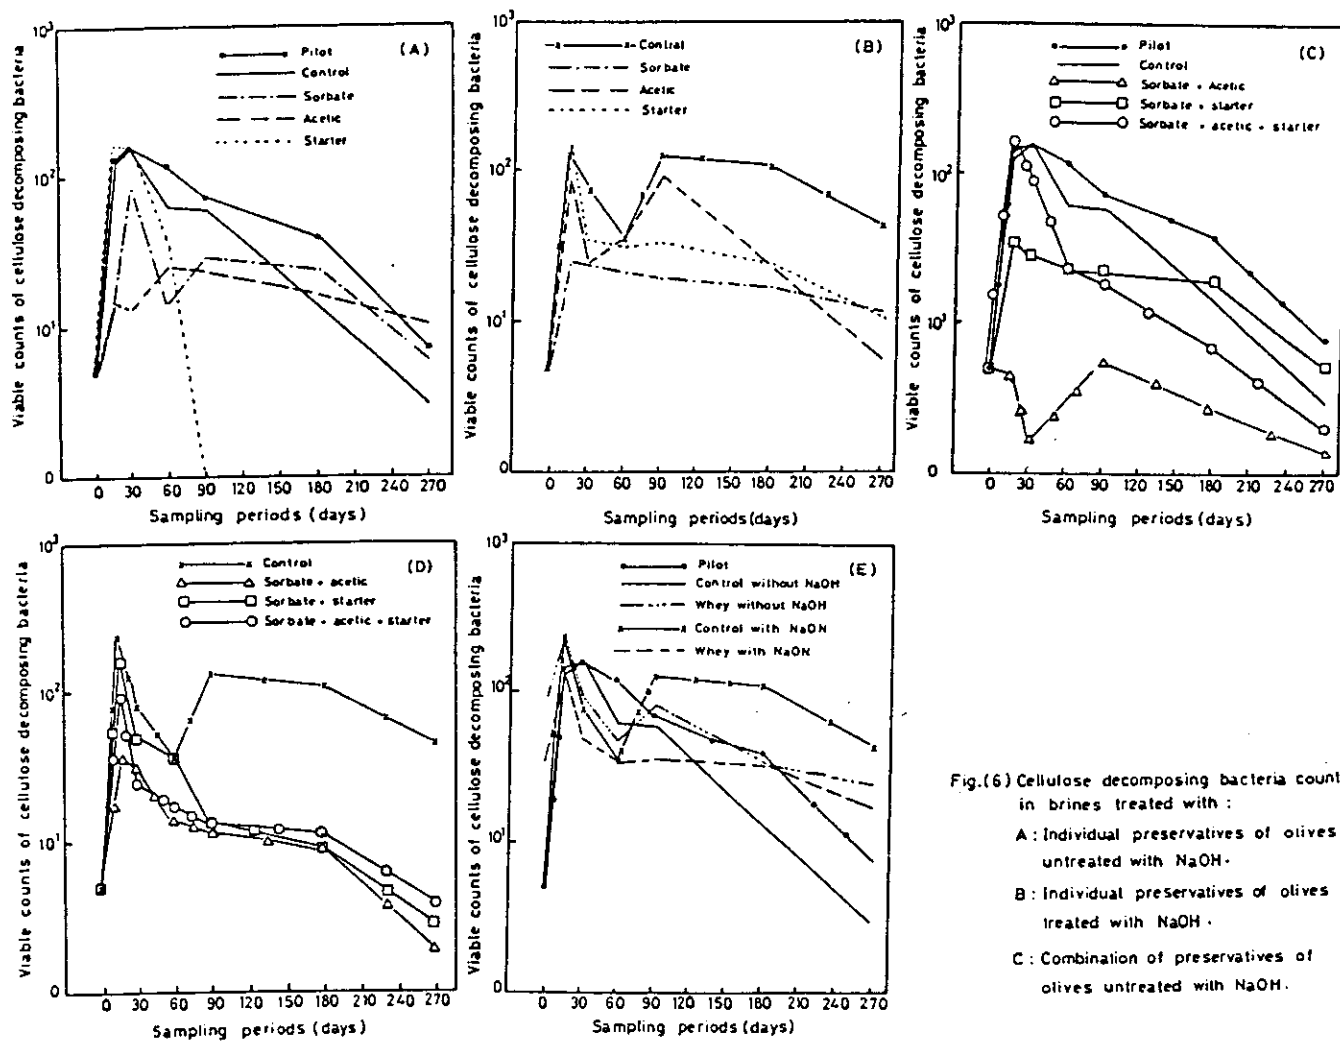 10³
10²
10¹
0
Viable counts of cellulose decomposing bacteria
(A)
Pilot
Control
Sorbate
Acetic
Starter
0 30 60 90 120 150 180 210 240 270
Sampling periods (days)
10³
10²
10¹
0
Viable counts of cellulose decomposing bacteria
(B)
Control
Sorbate
Acetic
Starter
0 30 60 90 120 150 180 210 240 270
Sampling periods (days)
10³
10²
10¹
0
Viable counts of cellulose decomposing bacteria
(C)
Pilot
Control
Sorbate + Acetic
Sorbate + starter
Sorbate + acetic + starter
0 30 60 90 120 150 180 210 240 270
Sampling periods (days)
10³
10²
10¹
0
Viable counts of cellulose decomposing bacteria
(D)
Control
Sorbate + acetic
Sorbate + starter
Sorbate + acetic + starter
0 30 60 90 120 150 180 210 240 270
Sampling periods (days)
10³
10²
10¹
0
Viable counts of cellulose decomposing bacteria
(E)
Pilot
Control without NaOH
Whey without NaOH
Control with NaOH
Whey with NaOH
0 30 60 90 120 150 180 210 240 270
Sampling periods (days)
Fig.(6) Cellulose decomposing bacteria count
in brines treated with :
A : Individual preservatives of olives
untreated with NaOH.
B : Individual preservatives of olives
treated with NaOH.
C : Combination of preservatives of
olives untreated with NaOH.